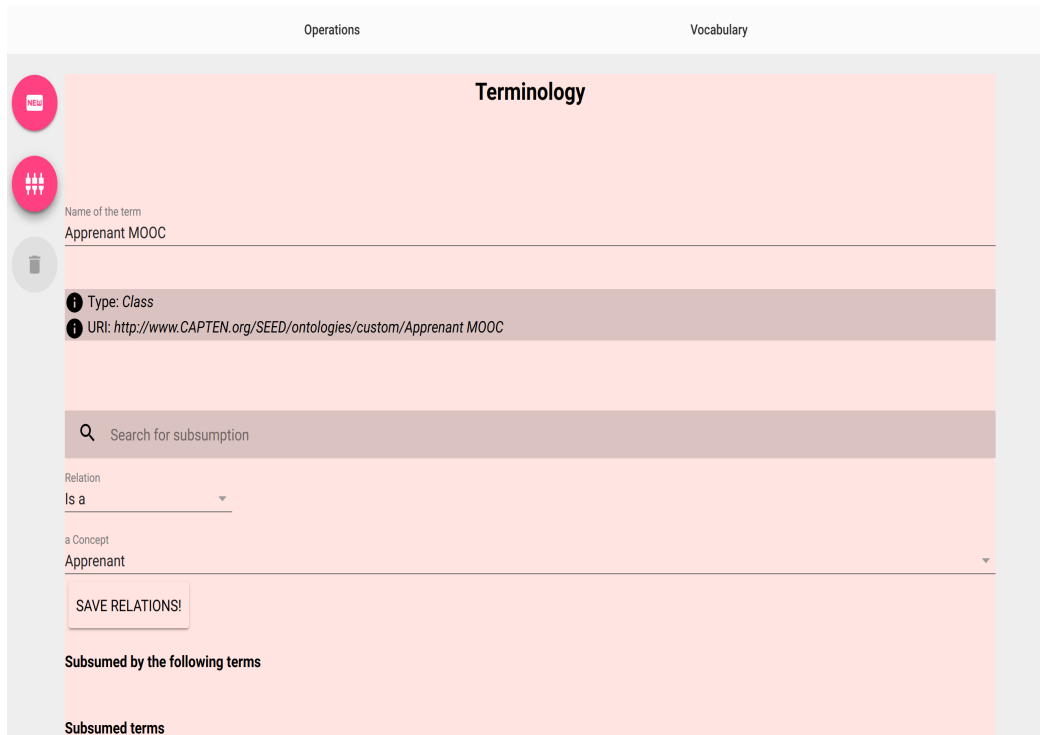 Operations Vocabulary
Terminology
NEW
Name of the term
Apprenant MOOC
Type: Class
URI: http://www.CAPTEN.org/SEED/ontologies/custom/Apprenant MOOC
Search for subsumption
Relation
Is a
a Concept
Apprenant
SAVE RELATIONS!
Subsumed by the following terms
Subsumed terms